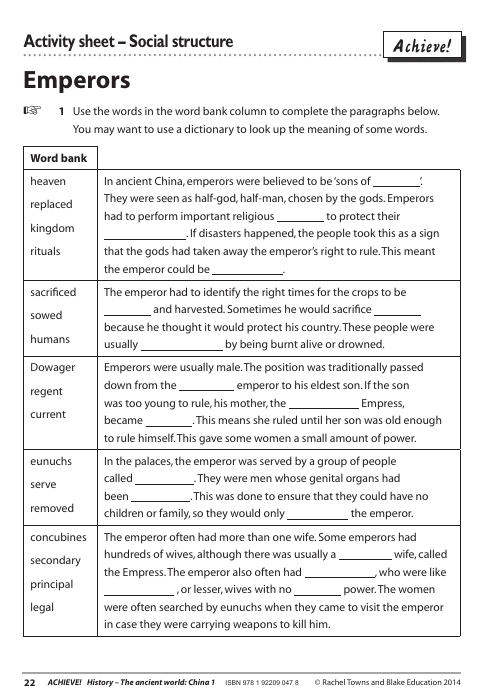 Activity sheet – Social structure
Achieve!
Emperors
1 Use the words in the word bank column to complete the paragraphs below.
You may want to use a dictionary to look up the meaning of some words.
Word bank
heaven
replaced
kingdom
rituals
In ancient China, emperors were believed to be ‘sons of ________’.
They were seen as half-god, half-man, chosen by the gods. Emperors
had to perform important religious ________ to protect their
______________. If disasters happened, the people took this as a sign
that the gods had taken away the emperor’s right to rule. This meant
the emperor could be ____________.
sacrificed
sowed
humans
The emperor had to identify the right times for the crops to be
________ and harvested. Sometimes he would sacrifice ________
because he thought it would protect his country. These people were
usually ______________ by being burnt alive or drowned.
Dowager
regent
current
Emperors were usually male. The position was traditionally passed
down from the _________ emperor to his eldest son. If the son
was too young to rule, his mother, the ____________ Empress,
became ________. This means she ruled until her son was old enough
to rule himself. This gave some women a small amount of power.
eunuchs
serve
removed
In the palaces, the emperor was served by a group of people
called __________. They were men whose genital organs had
been __________. This was done to ensure that they could have no
children or family, so they would only __________ the emperor.
concubines
secondary
principal
legal
The emperor often had more than one wife. Some emperors had
hundreds of wives, although there was usually a _________ wife, called
the Empress. The emperor also often had ____________, who were like
____________ , or lesser, wives with no ________ power. The women
were often searched by eunuchs when they came to visit the emperor
in case they were carrying weapons to kill him.
22 ACHIEVE! History – The ancient world: China 1 ISBN 978 1 92209 047 8 © Rachel Towns and Blake Education 2014